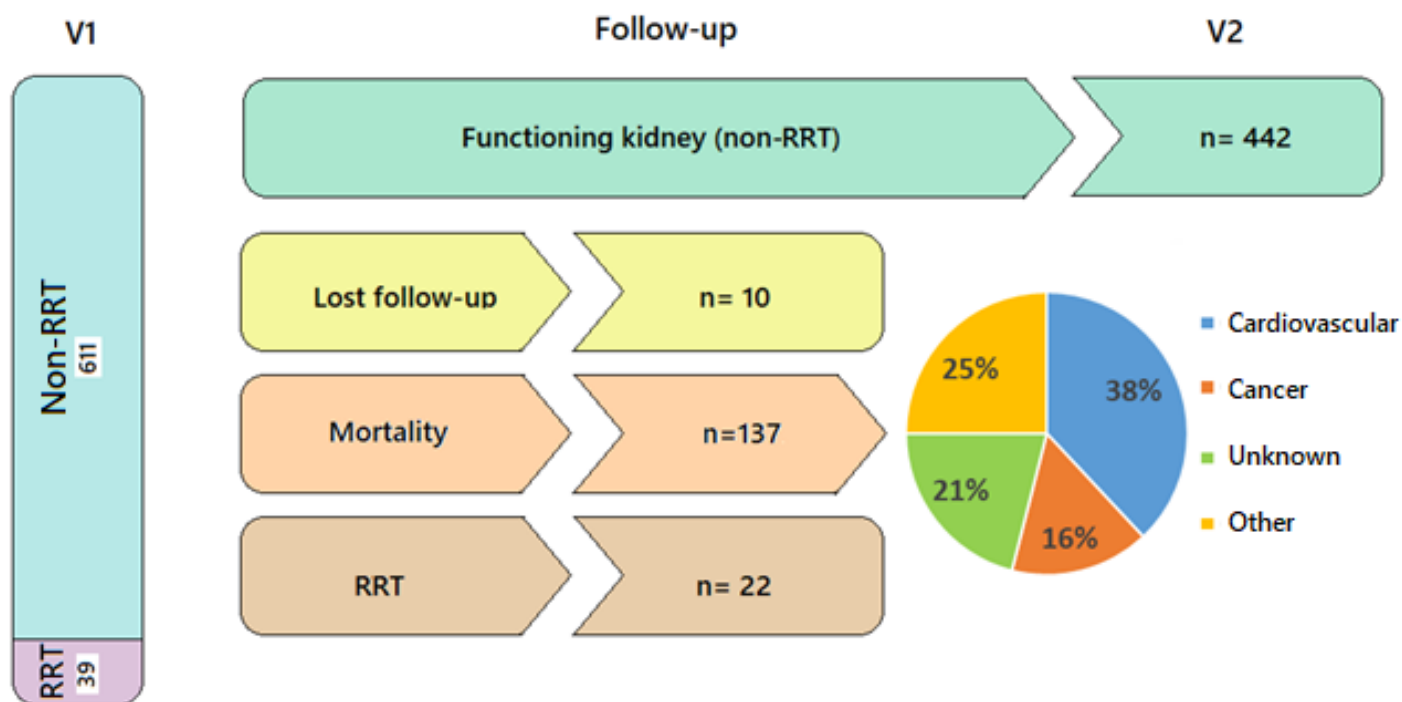 V1
Follow-up
V2
Non-RRT
611
RRT
39
Functioning kidney (non-RRT)
n= 442
Lost follow-up
n= 10
Mortality
n=137
RRT
n= 22
38%
16%
21%
25%
Cardiovascular
Cancer
Unknown
Other